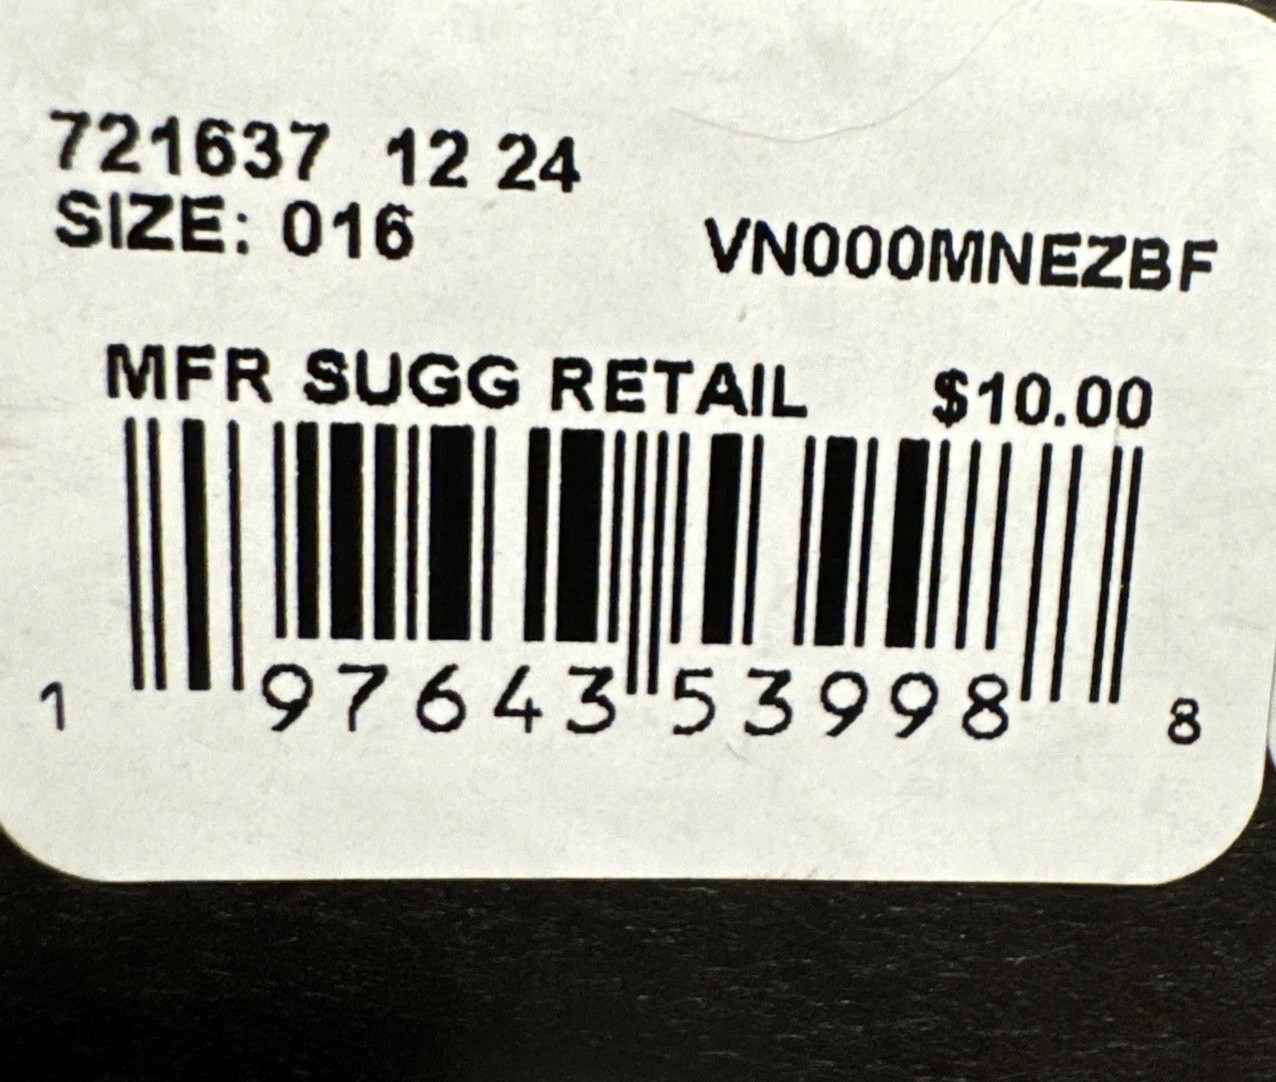 721637 12 24
SIZE: 016
VN000MNEZBF
MFR SUGG RETAIL $10.00
1 97643 53998 8